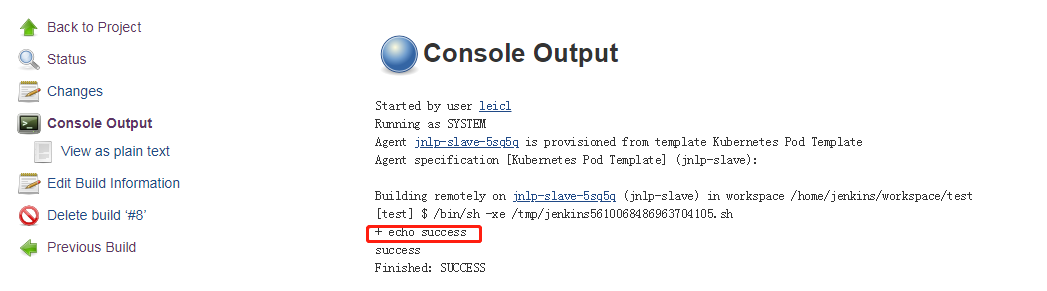 Back to Project
Status
Changes
Console Output
View as plain text
Edit Build Information
Delete build ‘#8’
Previous Build
Console Output
Started by user leicl
Running as SYSTEM
Agent jnlp-slave-5sq5q is provisioned from template Kubernetes Pod Template
Agent specification [Kubernetes Pod Template] (jnlp-slave):
Building remotely on jnlp-slave-5sq5q (jnlp-slave) in workspace /home/jenkins/workspace/test
[test] $ /bin/sh -xe /tmp/jenkins5610068486963704105.sh
+ echo success
success
Finished: SUCCESS